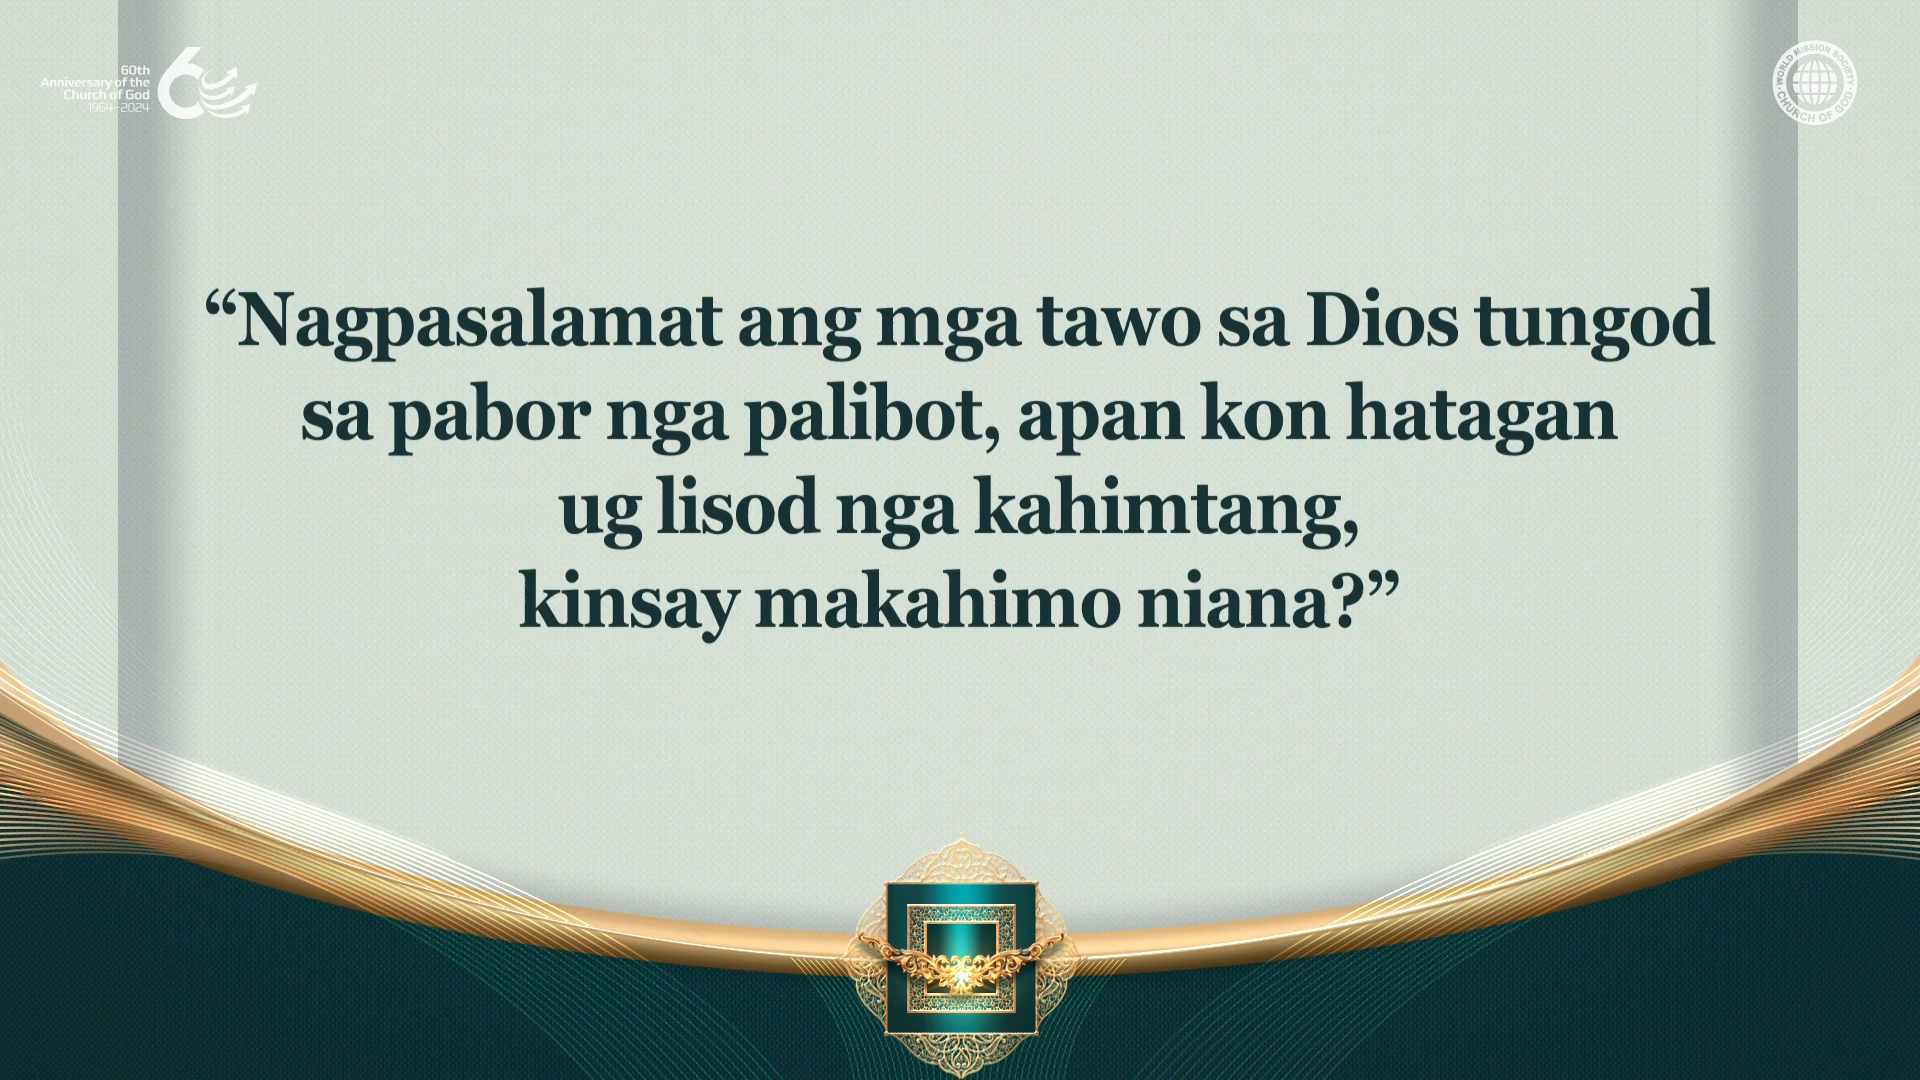 60th
Anniversary of the
Church of God
1964–2024
WORLD MISSION SOCIETY
CHURCH OF GOD
“Nagpasalamat ang mga tawo sa Dios tungod
sa pabor nga palibot, apan kon hatagan
ug lisod nga kahimtang,
kinsay makahimo niana?”